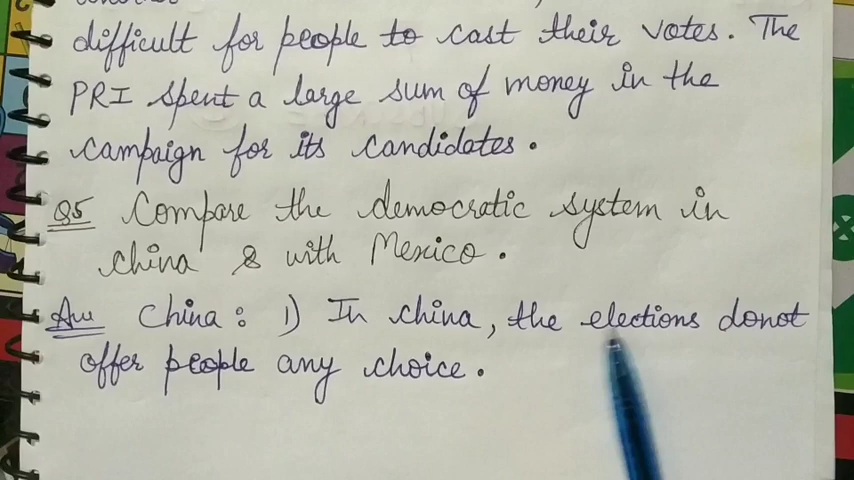 difficult for people to cast their votes. The
PRI spent a large sum of money in the
campaign for its candidates.
Q5 Compare the democratic system in
china & with Mexico.
Ans China: 1) In china, the elections donot
offer people any choice.